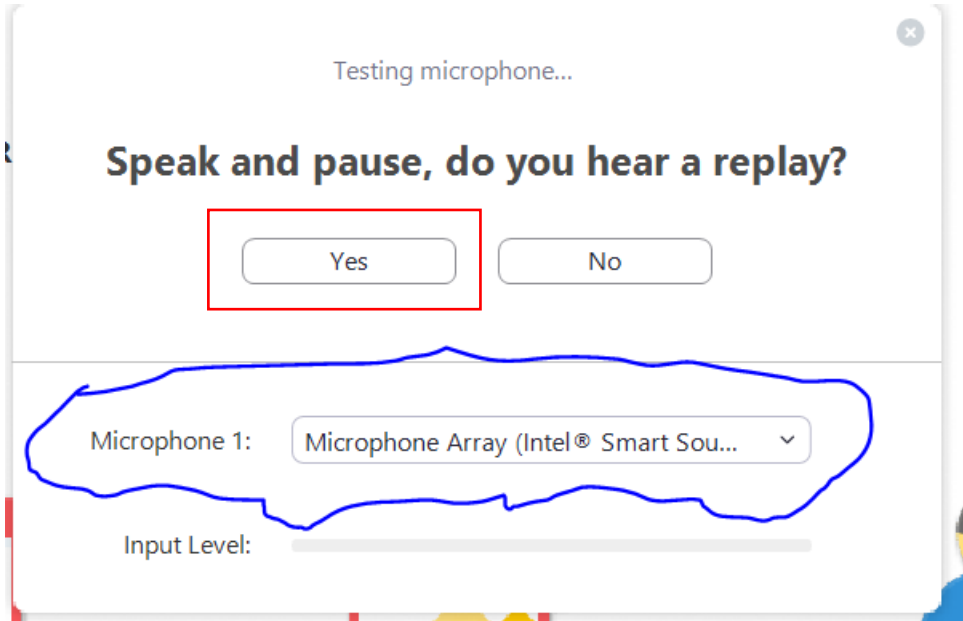 Testing microphone...
R
Speak and pause, do you hear a replay?
Yes No
Microphone 1: Microphone Array (Intel® Smart Sou...
Input Level: